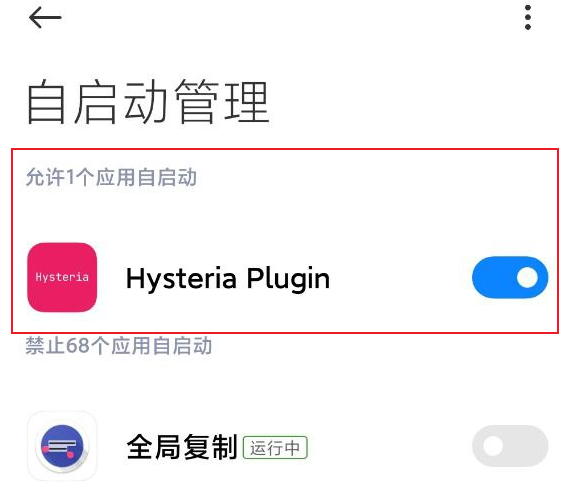 自启动管理
允许1个应用自启动
Hysteria
Hysteria Plugin
禁止68个应用自启动
全局复制 运行中